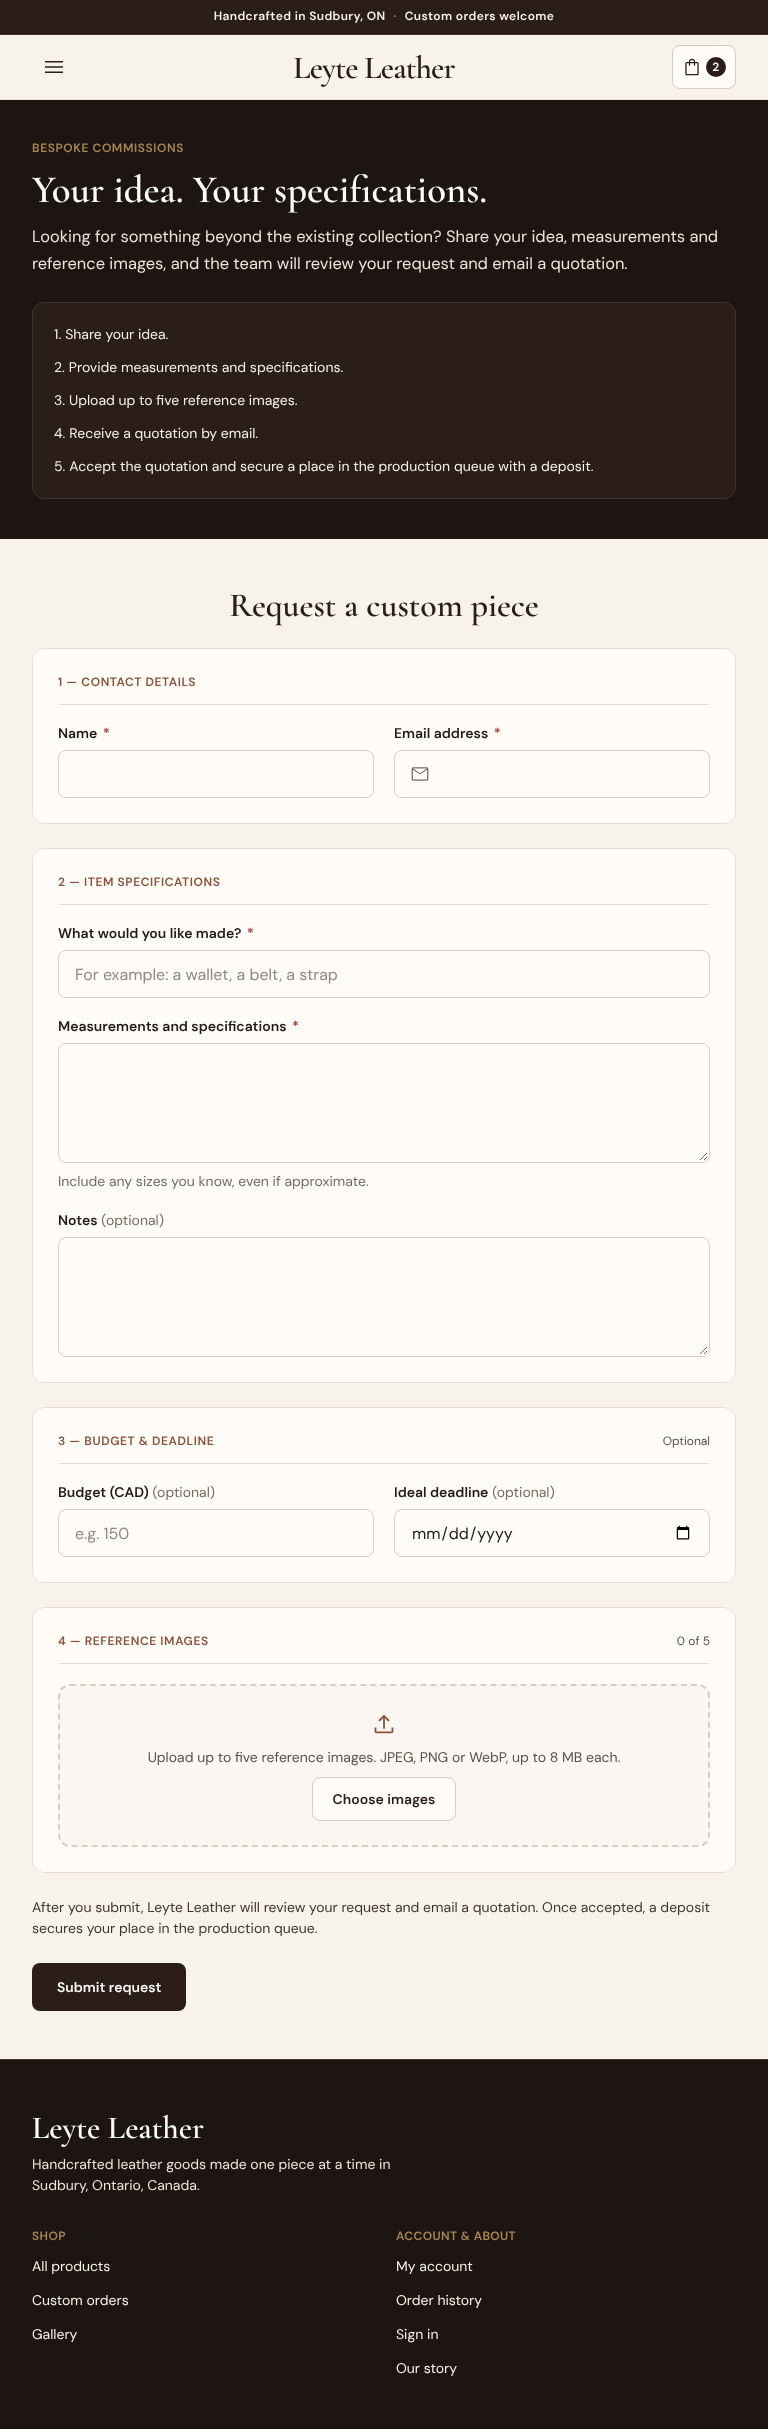 Handcrafted in Sudbury, ON · Custom orders welcome
Leyte Leather
2
BESPOKE COMMISSIONS
Your idea. Your specifications.
Looking for something beyond the existing collection? Share your idea, measurements and
reference images, and the team will review your request and email a quotation.
1. Share your idea.
2. Provide measurements and specifications.
3. Upload up to five reference images.
4. Receive a quotation by email.
5. Accept the quotation and secure a place in the production queue with a deposit.
Request a custom piece
1 — CONTACT DETAILS
Name *
Email address *
2 — ITEM SPECIFICATIONS
What would you like made? *
For example: a wallet, a belt, a strap
Measurements and specifications *
Include any sizes you know, even if approximate.
Notes (optional)
3 — BUDGET & DEADLINE
Optional
Budget (CAD) (optional)
Ideal deadline (optional)
e.g. 150
mm/dd/yyyy
4 — REFERENCE IMAGES
0 of 5
Upload up to five reference images. JPEG, PNG or WebP, up to 8 MB each.
Choose images
After you submit, Leyte Leather will review your request and email a quotation. Once accepted, a deposit
secures your place in the production queue.
Submit request
Leyte Leather
Handcrafted leather goods made one piece at a time in
Sudbury, Ontario, Canada.
SHOP
All products
Custom orders
Gallery
ACCOUNT & ABOUT
My account
Order history
Sign in
Our story